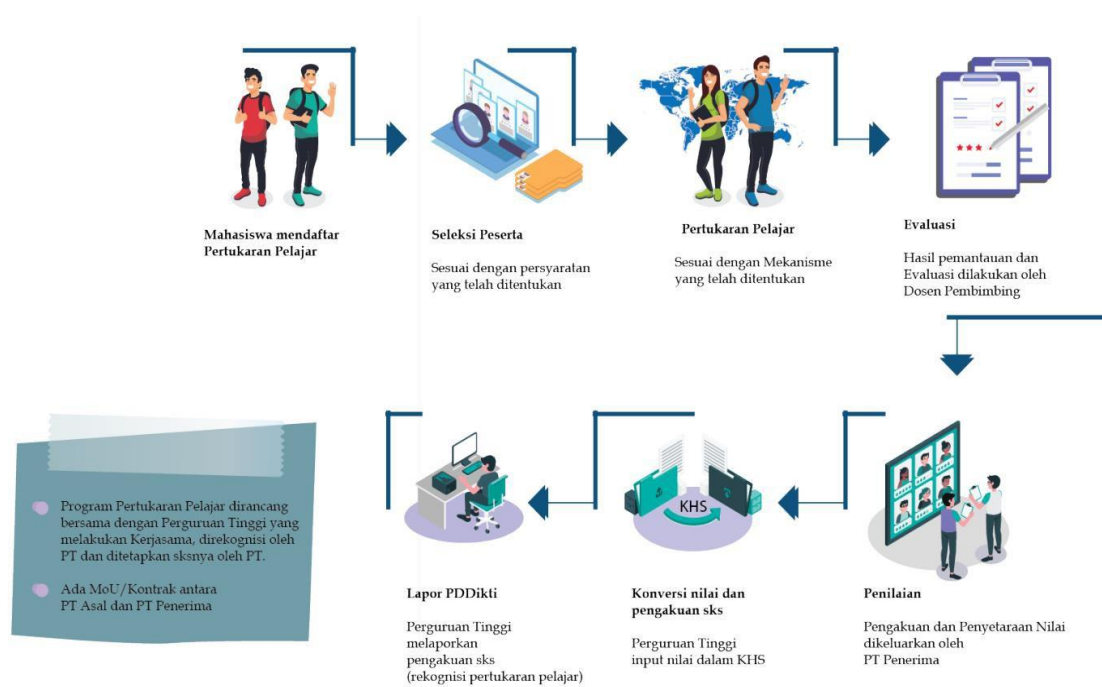 Mahasiswa mendaftar
Pertukaran Pelajar
Seleksi Peserta
Sesuai dengan persyaratan
yang telah ditentukan
Pertukaran Pelajar
Sesuai dengan Mekanisme
yang telah ditentukan
Evaluasi
Hasil pemantauan dan
Evaluasi dilakukan oleh
Dosen Pembimbing
Penilaian
Pengakuan dan Penyetaraan Nilai
dikeluarkan oleh
PT Penerima
KHS
Konversi nilai dan
pengakuan sks
Perguruan Tinggi
input nilai dalam KHS
Lapor PDDikti
Perguruan Tinggi
melaporkan
pengakuan sks
(rekognisi pertukaran pelajar)
Program Pertukaran Pelajar dirancang
bersama dengan Perguruan Tinggi yang
melakukan Kerjasama, direkognisi oleh
PT dan ditetapkan sksnya oleh PT.
Ada MoU/Kontrak antara
PT Asal dan PT Penerima